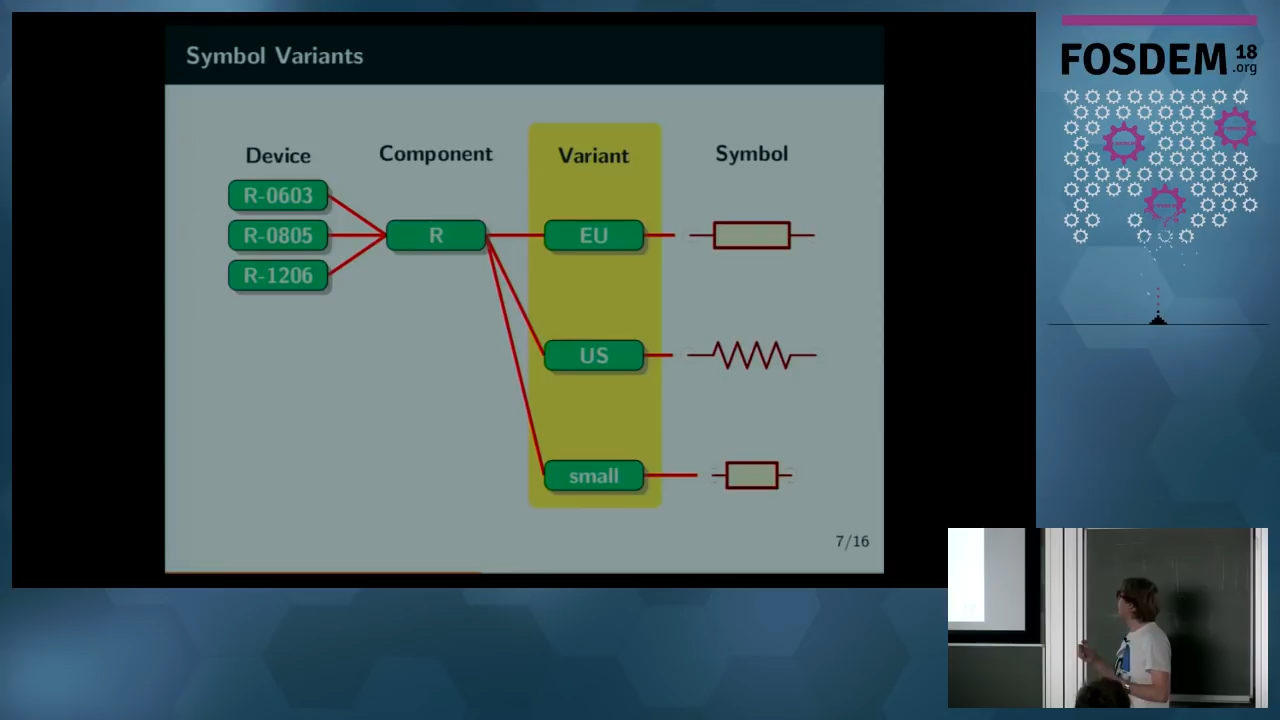 Symbol Variants
Device
Component
Variant
Symbol
R-0603
R-0805
R-1206
R
EU
US
small
7/16
FOSDEM 18
.org